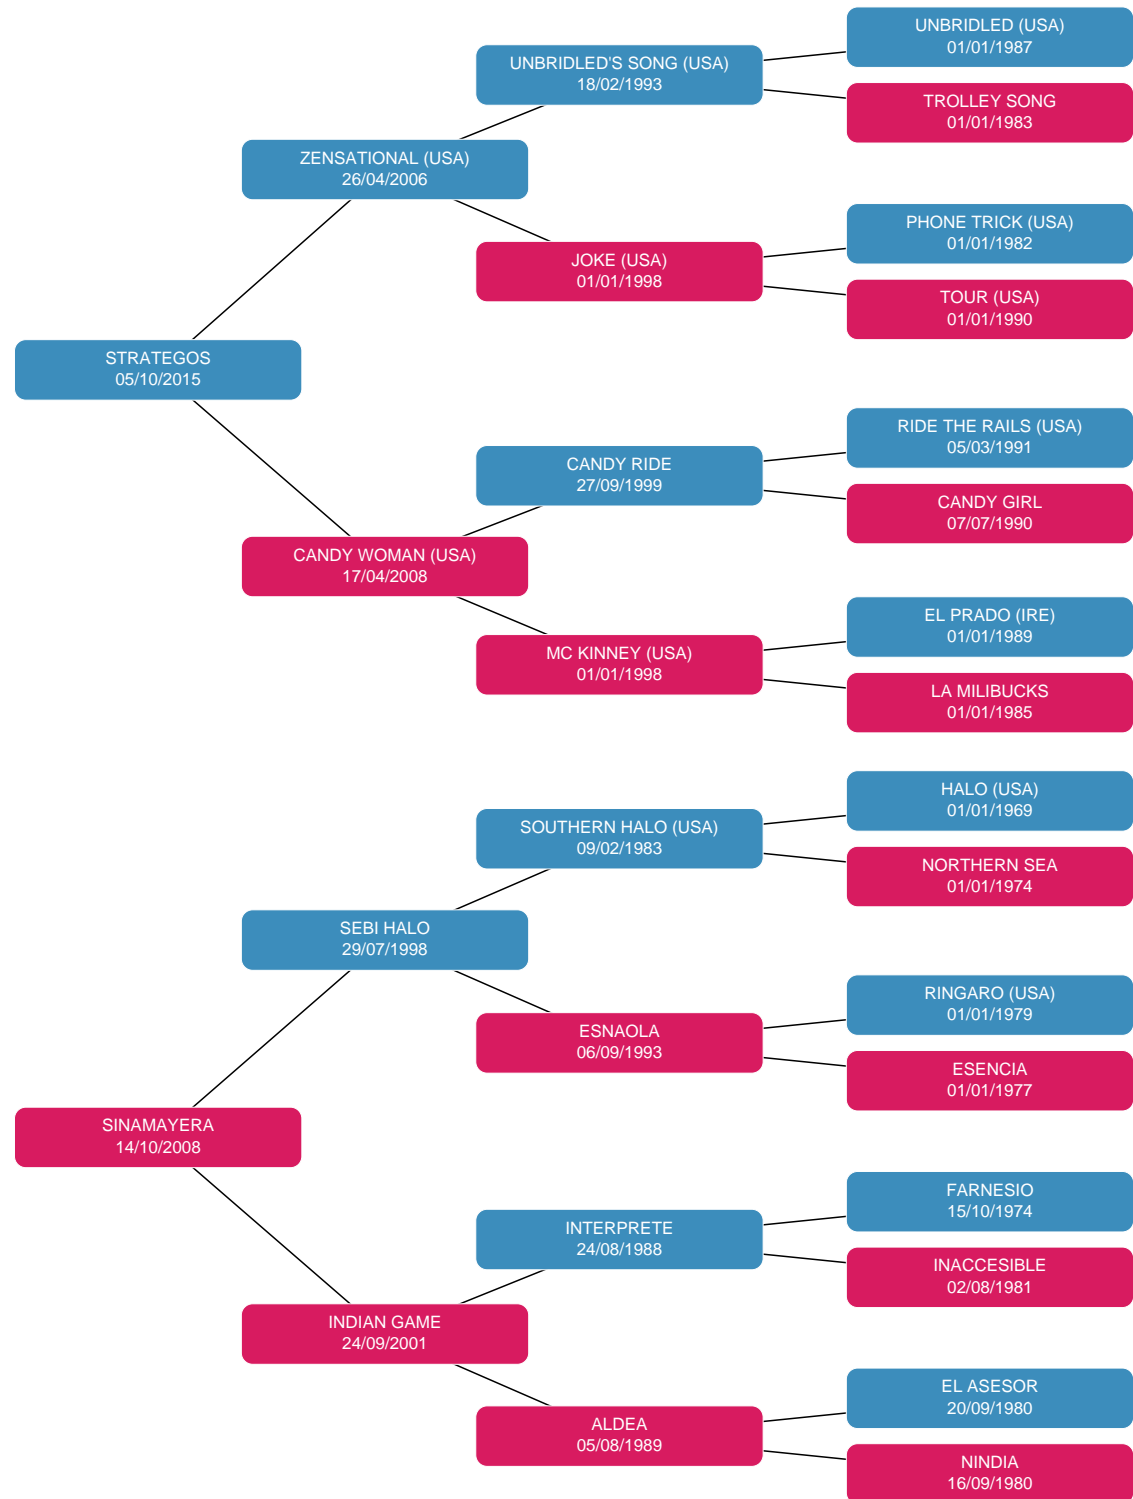 UNBRIDLED (USA)
01/01/1987
UNBRIDLED'S SONG (USA)
18/02/1993
TROLLEY SONG
01/01/1983
ZENSATIONAL (USA)
26/04/2006
PHONE TRICK (USA)
01/01/1982
JOKE (USA)
01/01/1998
TOUR (USA)
01/01/1990
STRATEGOS
05/10/2015
RIDE THE RAILS (USA)
05/03/1991
CANDY RIDE
27/09/1999
CANDY GIRL
07/07/1990
CANDY WOMAN (USA)
17/04/2008
EL PRADO (IRE)
01/01/1989
MC KINNEY (USA)
01/01/1998
LA MILIBUCKS
01/01/1985
HALO (USA)
01/01/1969
SOUTHERN HALO (USA)
09/02/1983
NORTHERN SEA
01/01/1974
SEBI HALO
29/07/1998
RINGARO (USA)
01/01/1979
ESNAOLA
06/09/1993
ESENCIA
01/01/1977
SINAMAYERA
14/10/2008
FARNESIO
15/10/1974
INTERPRETE
24/08/1988
INACCESIBLE
02/08/1981
INDIAN GAME
24/09/2001
EL ASESOR
20/09/1980
ALDEA
05/08/1989
NINDIA
16/09/1980